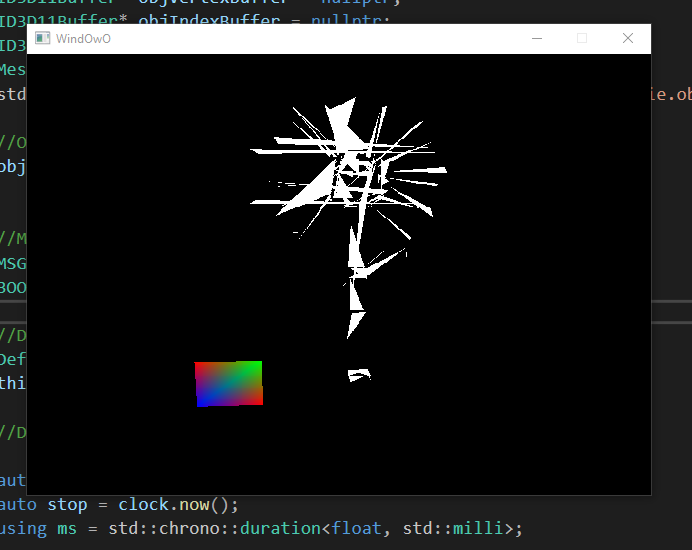 ID3D11Buffer* objVertexBuffer = nullptr;
ID3D11Buffer* objIndexBuffer = nullptr;
ID3
WindOwO
Mes
std
ie.ob
//O
obj
//M
MSG
BOO
//D
Def
thi
//D
aut
auto stop = clock.now();
using ms = std::chrono::duration<float, std::milli>;